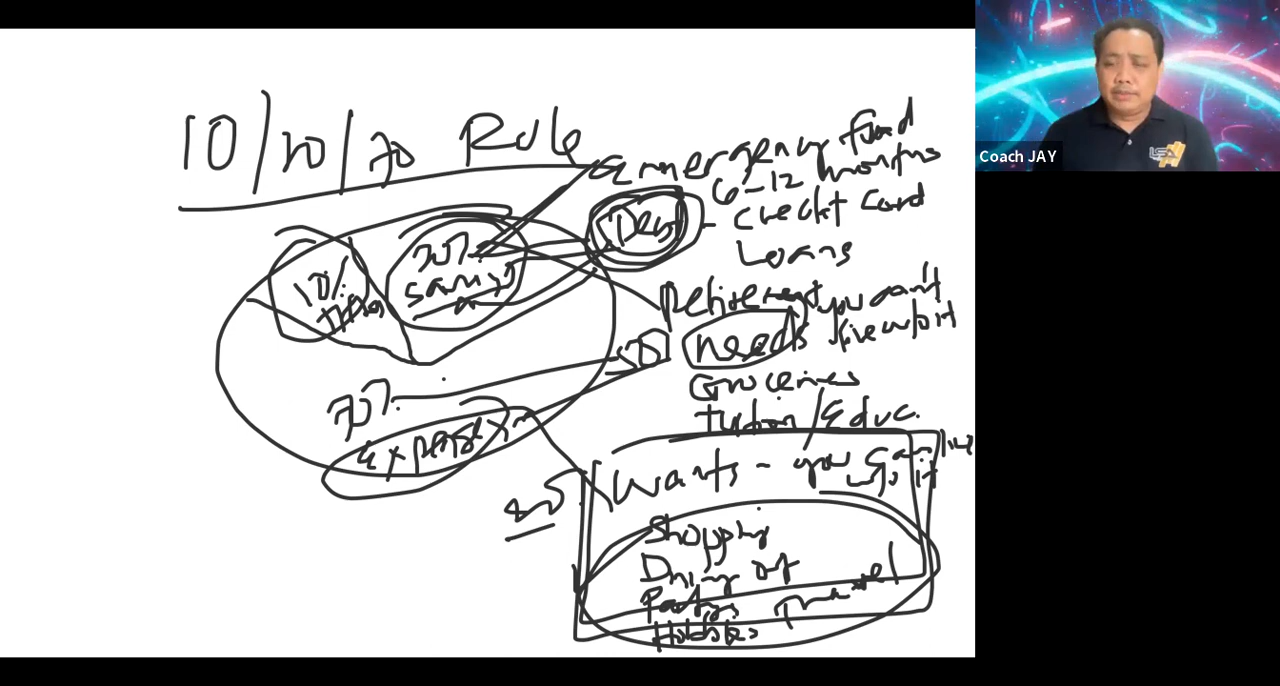 10/20/70 Rule
emergency fund
6-12 months
Debt - Credit card
Loans
10%
20%
savings
Retirement
you can't
needs live w/o it
Groceries
Tuition / Educ.
70%
50
expenses
Wants - you can live
w/o it
20
Shopping
Dining out
Partys Travel
Holidays
Coach JAY